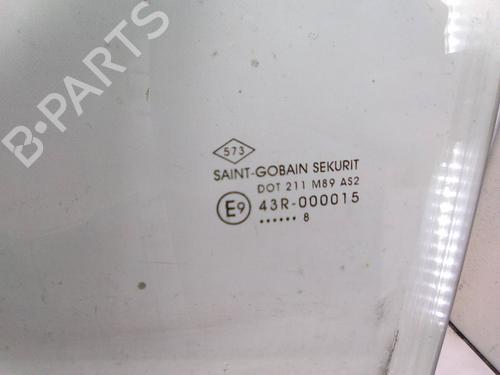 B-PARTS
573
SAINT-GOBAIN SEKURIT
DOT 211 M89 AS2
E9 43R-000015
•••••• 8